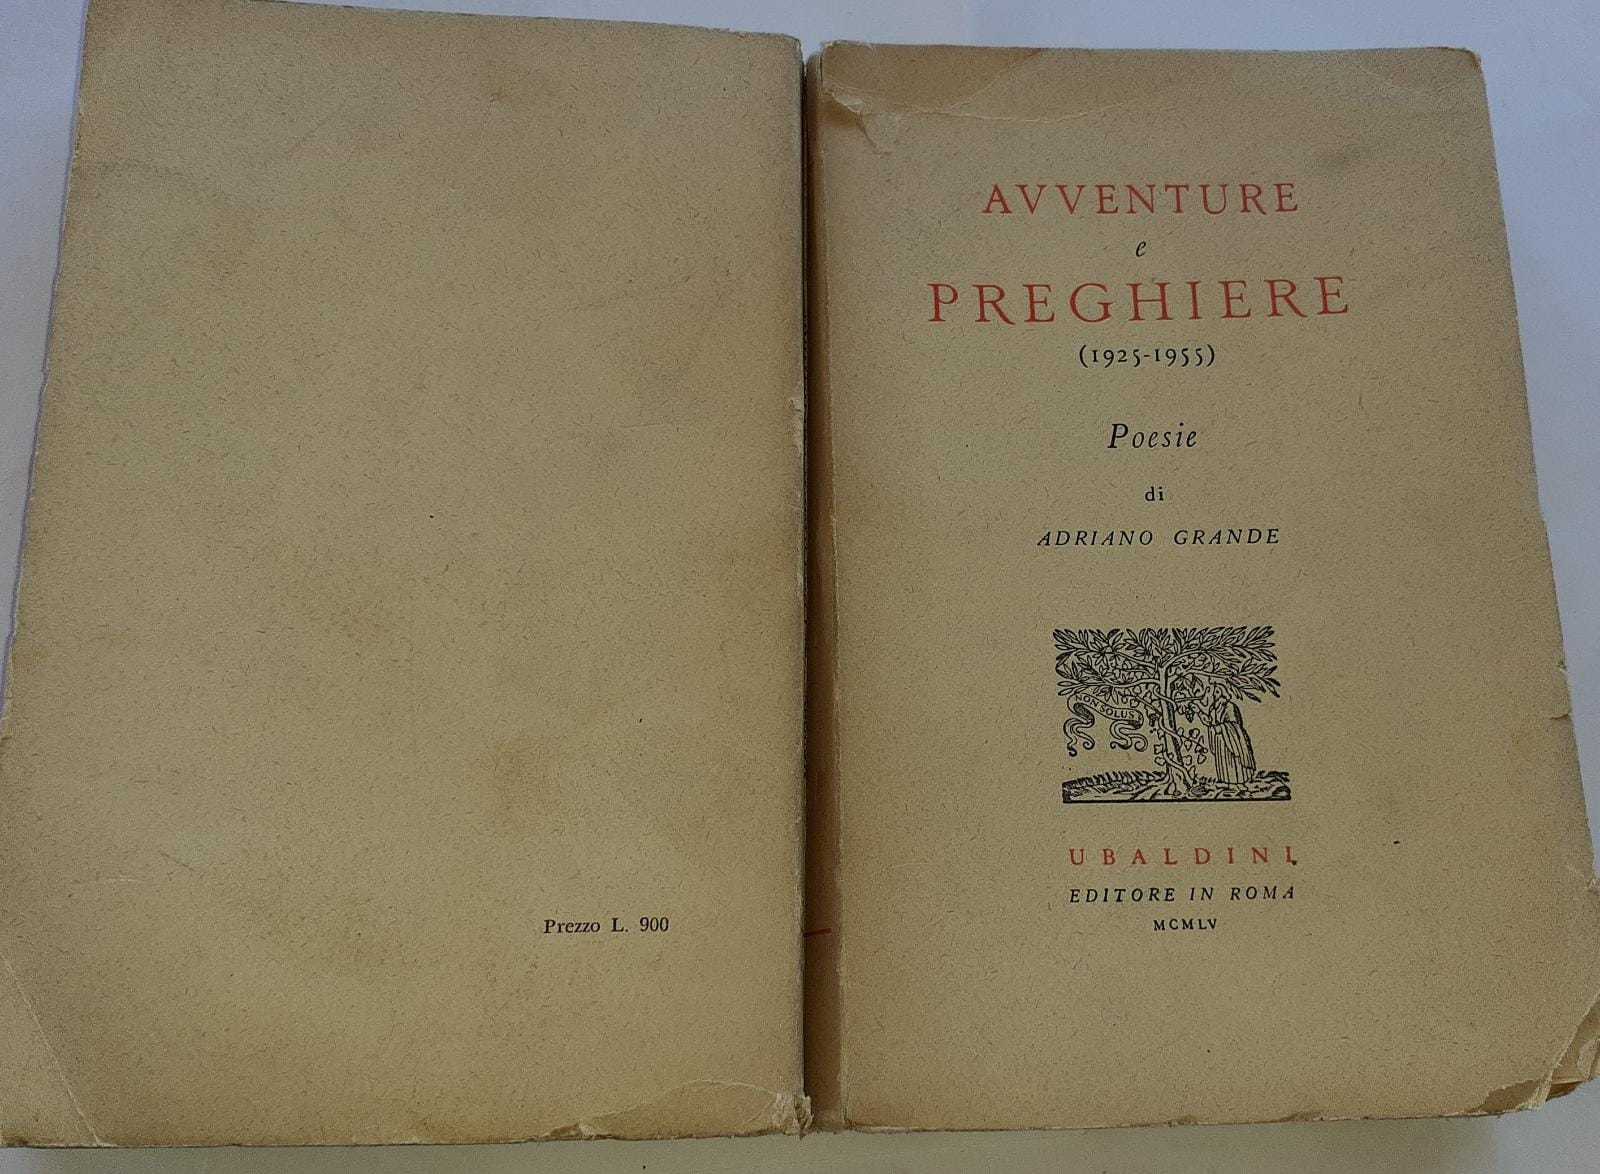 Prezzo L. 900
AVVENTURE
e
PREGHIERE
(1925-1955)
Poesie
di
ADRIANO GRANDE
NON SOLUS
UBALDINI
EDITORE IN ROMA
MCMLV